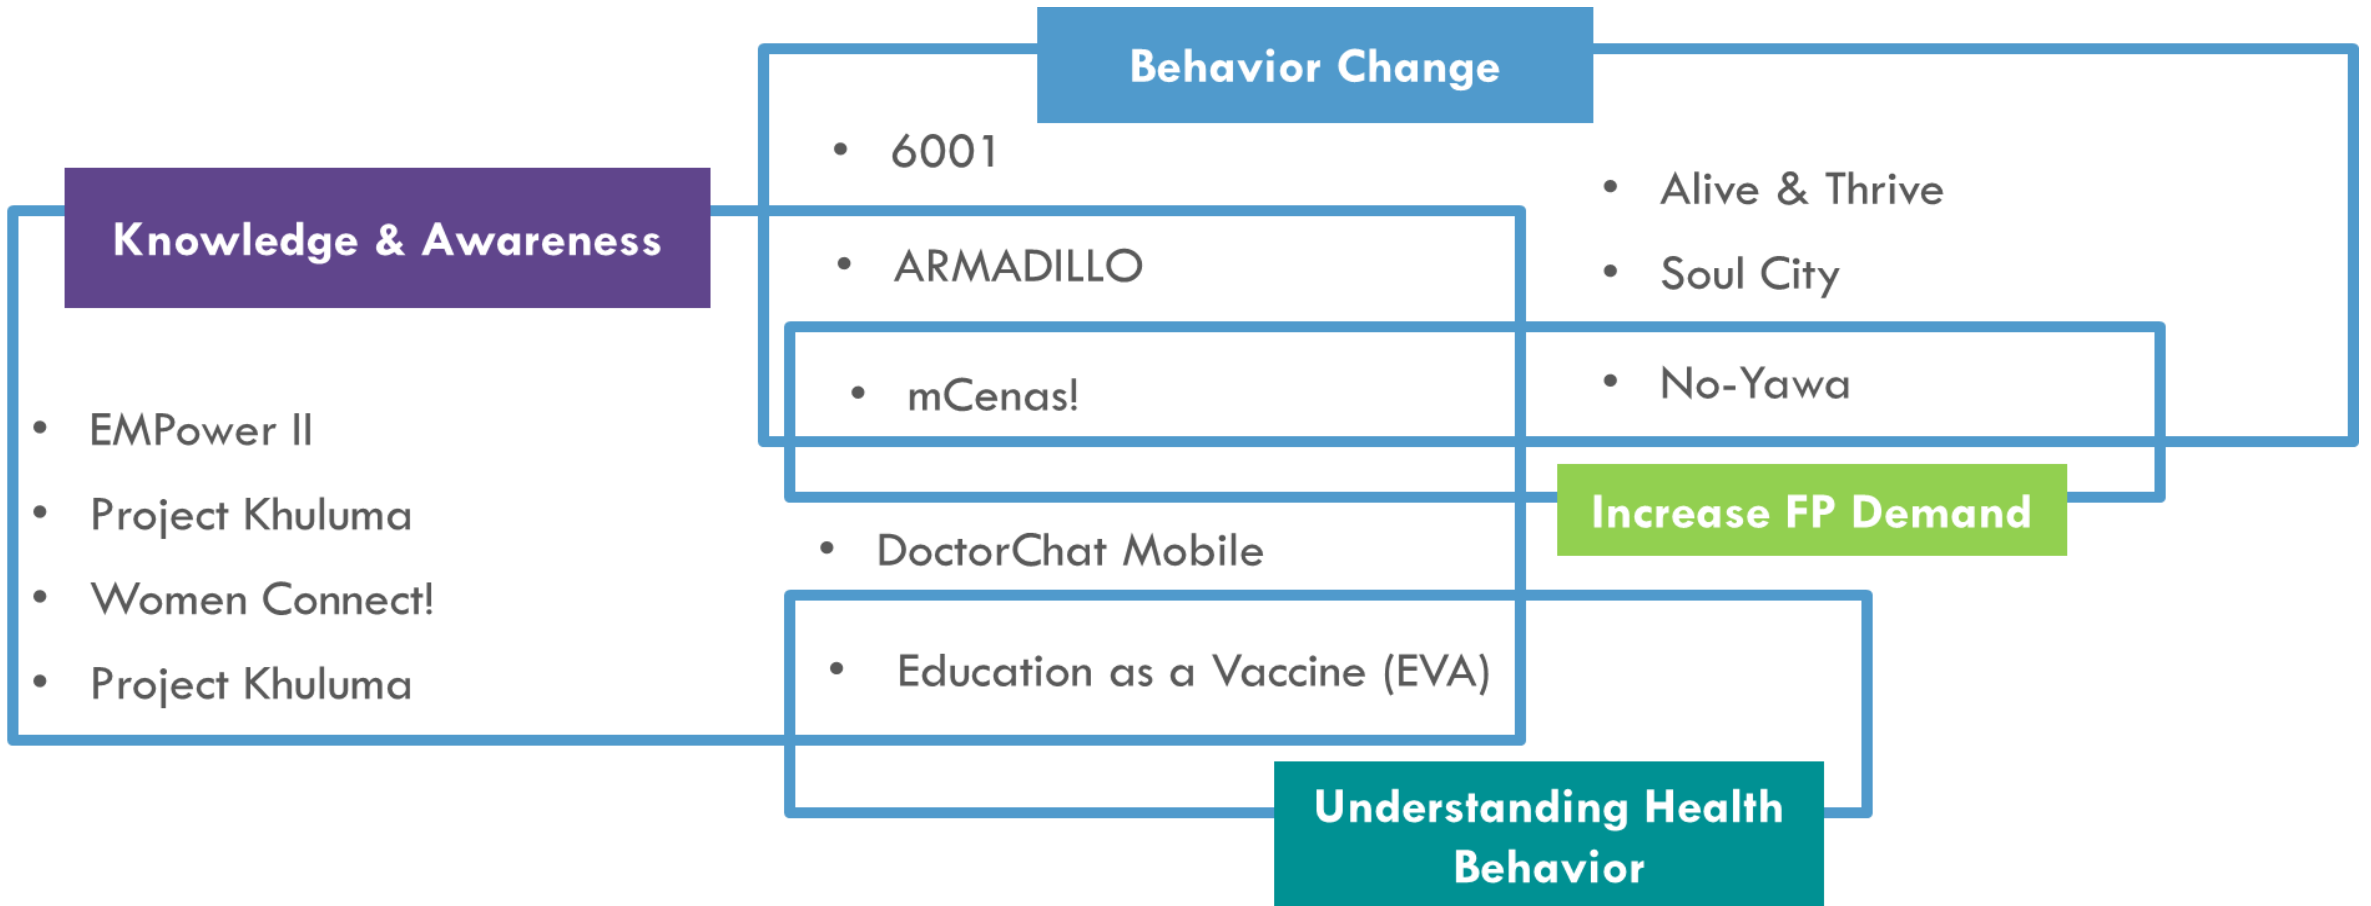 Behavior Change
• 6001
• Alive & Thrive
Knowledge & Awareness
• ARMADILLO
• Soul City
• mCenas!
• No-Yawa
• EMPower II
• Project Khuluma
Increase FP Demand
• DoctorChat Mobile
• Women Connect!
• Education as a Vaccine (EVA)
• Project Khuluma
Understanding Health
Behavior